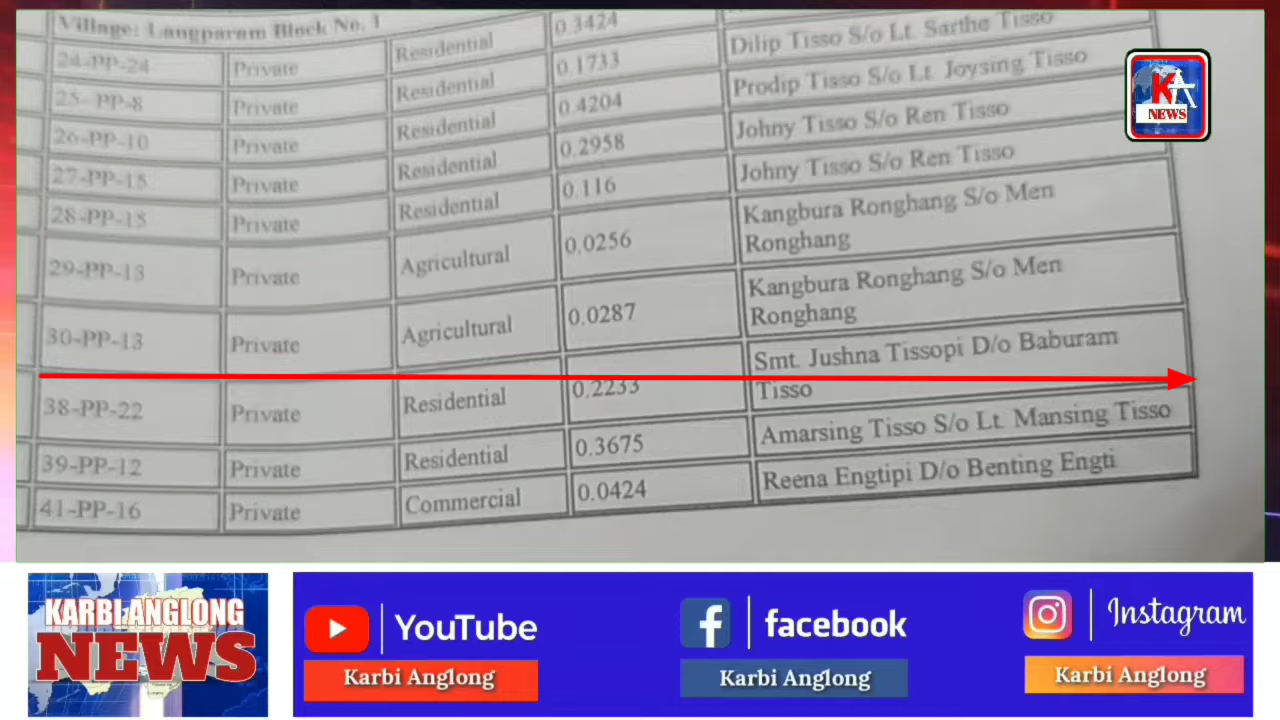 Village: Langparam Block No. 1
24-PP-24 Private Residential 0.3424
25- PP-8 Private Residential 0.1733 Dilip Tisso S/o Lt. Sarthe Tisso
26-PP-10 Private Residential 0.4204 Prodip Tisso S/o Lt. Joysing Tisso
27-PP-15 Private Residential 0.2958 Johny Tisso S/o Ren Tisso
28-PP-15 Private Residential 0.116 Johny Tisso S/o Ren Tisso
29-PP-13 Private Agricultural 0.0256 Kangbura Ronghang S/o Men
Ronghang
30-PP-13 Private Agricultural 0.0287 Kangbura Ronghang S/o Men
Ronghang
38-PP-22 Private Residential 0.2233 Smt. Jushna Tissopi D/o Baburam
Tisso
39-PP-12 Private Residential 0.3675 Amarsing Tisso S/o Lt. Mansing Tisso
41-PP-16 Private Commercial 0.0424 Reena Engtipi D/o Benting Engti
KA
NEWS
KARBI ANGLONG
NEWS
YouTube
Karbi Anglong
facebook
Karbi Anglong
Instagram
Karbi Anglong